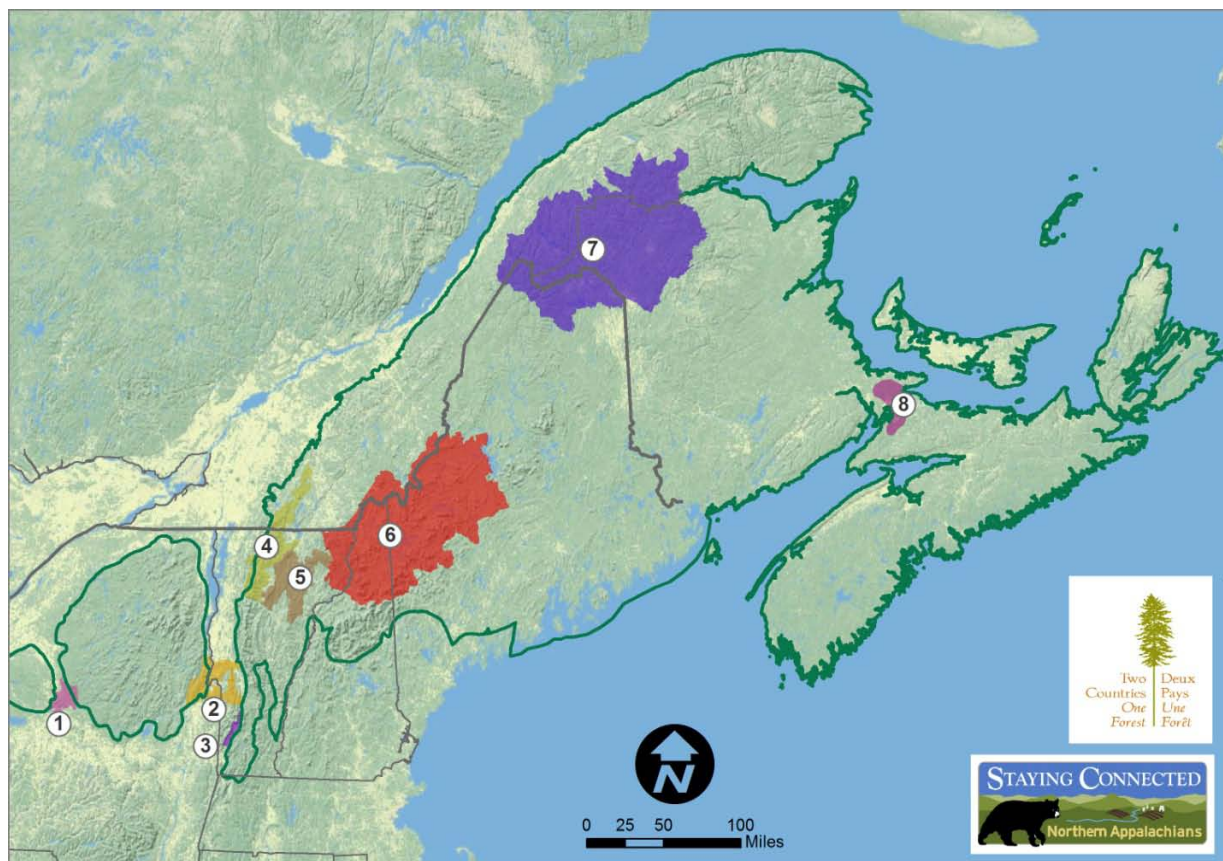 7
8
6
4
5
2
1
3
N
0 25 50 100
Miles
Two
Countries
One
Forest
Deux
Pays
Une
Forêt
STAYING CONNECTED
Northern Appalachians